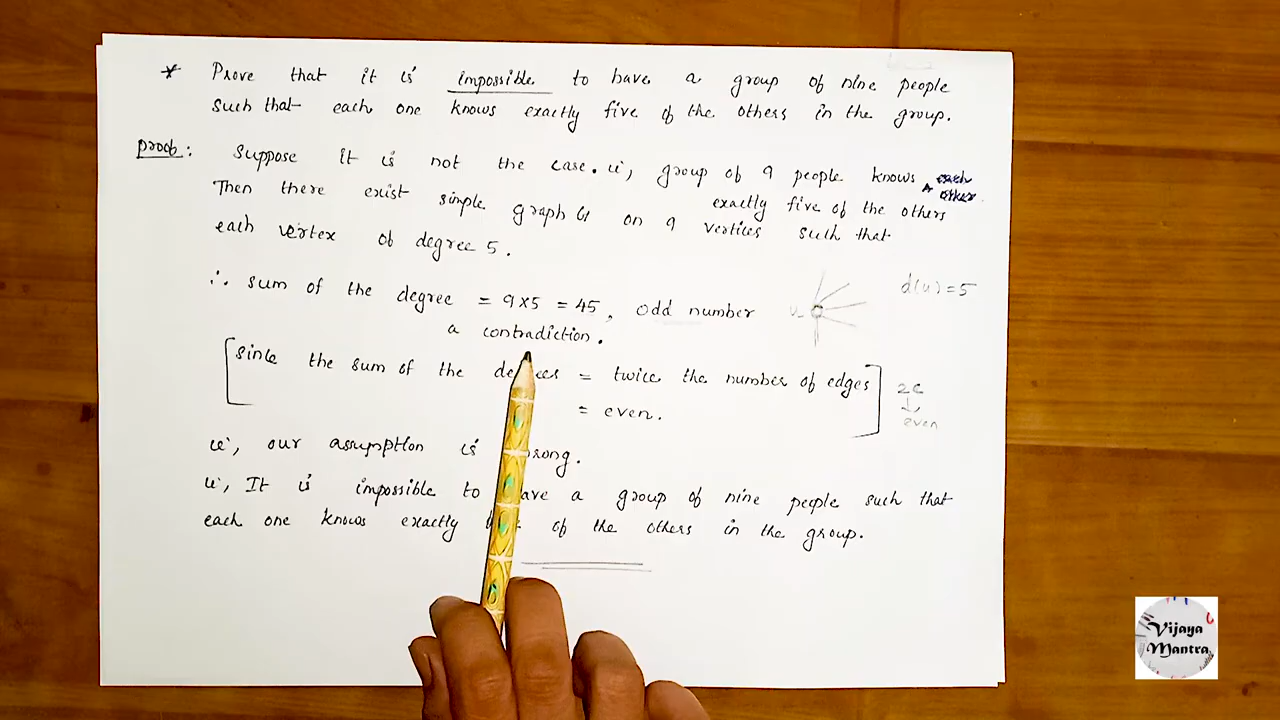 * Prove that it is impossible to have a group of nine people
such that each one knows exactly five of the others in the group.
Proof: Suppose it is not the case. ie, group of 9 people knows each other
exactly five of the others
Then there exist simple graph G on 9 vertices such that
each vertex of degree 5.
∴ sum of the degree = 9×5 = 45, odd number
a contradiction.
d(u)=5
[Since the sum of the = twice the number of edges]
= even.
2e
↓
even
ie, our assumption is
ie, It is impossible to a group of nine people such that
each one knows exactly of the others in the group.
Vijaya
Mantra